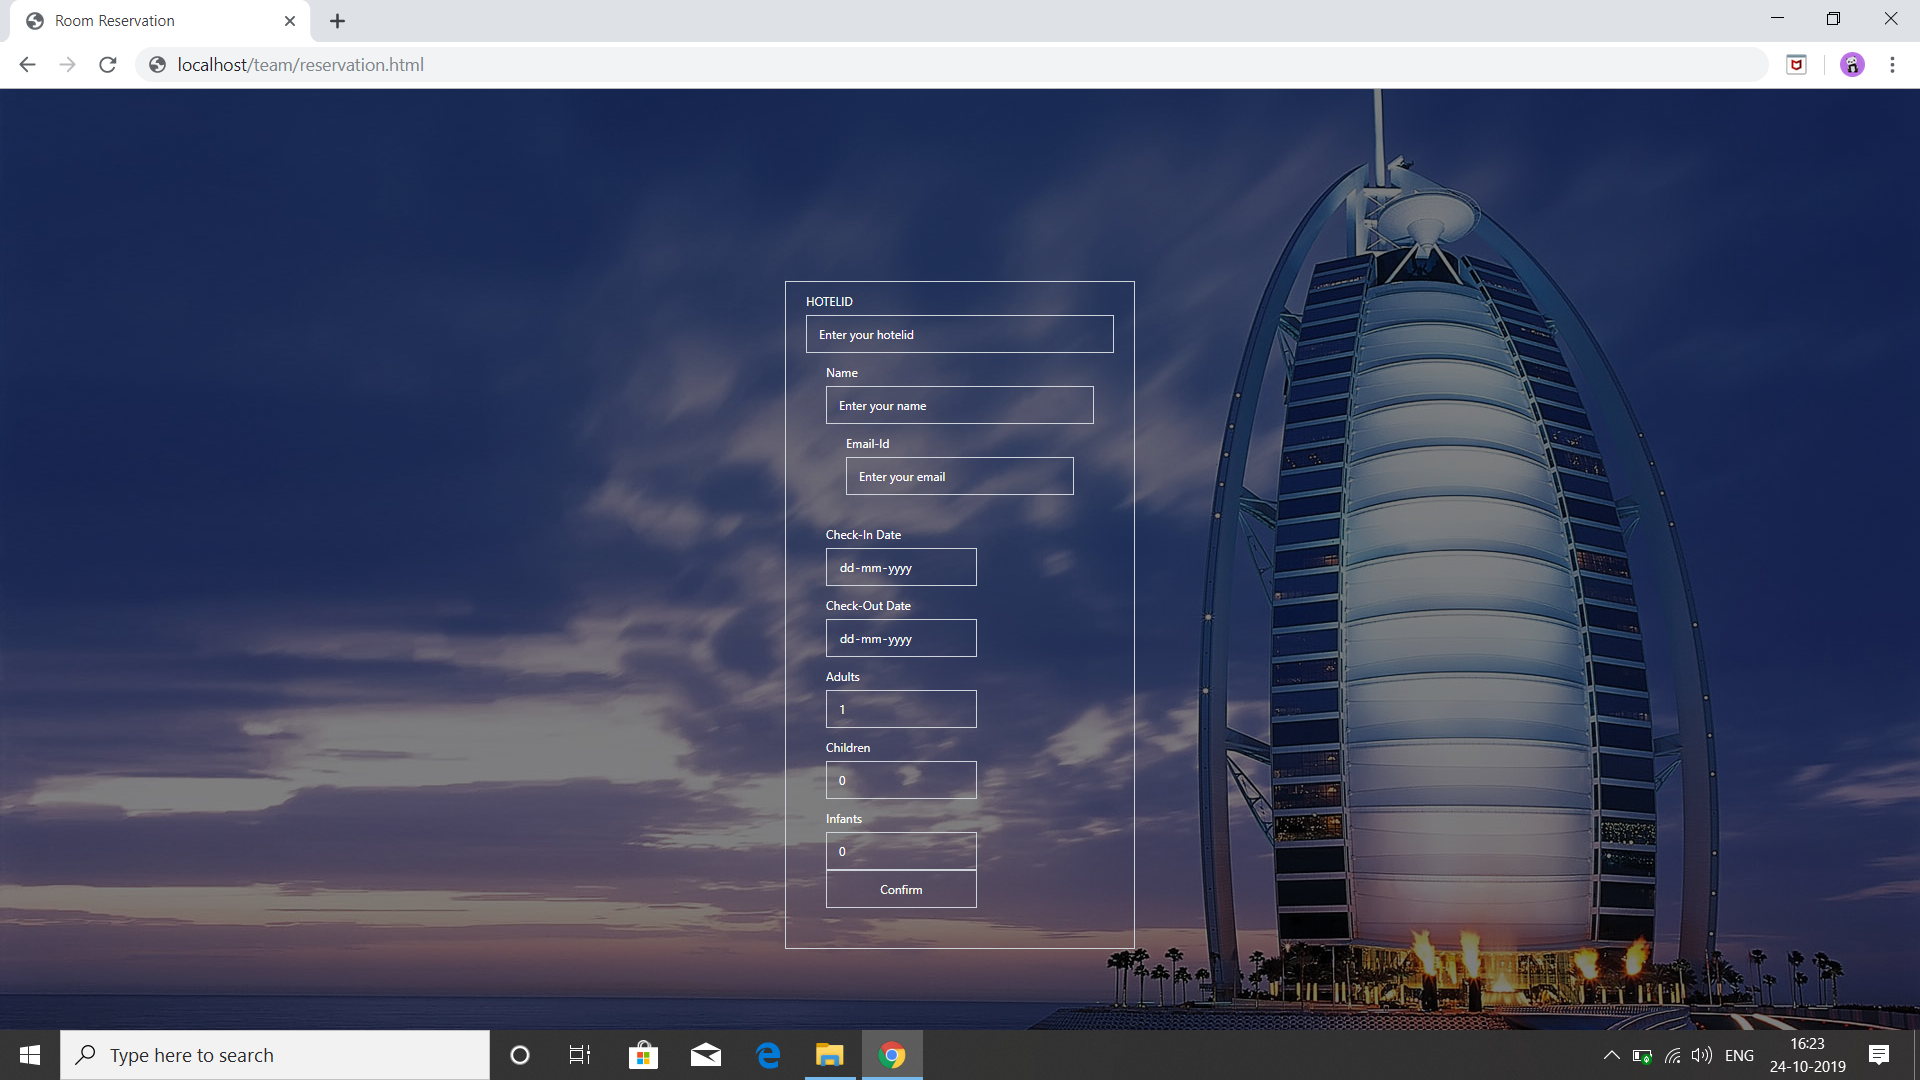 Room Reservation
localhost/team/reservation.html
HOTELID
Enter your hotelid
Name
Enter your name
Email-Id
Enter your email
Check-In Date
dd-mm-yyyy
Check-Out Date
dd-mm-yyyy
Adults
1
Children
0
Infants
0
Confirm
Type here to search
ENG
16:23
24-10-2019